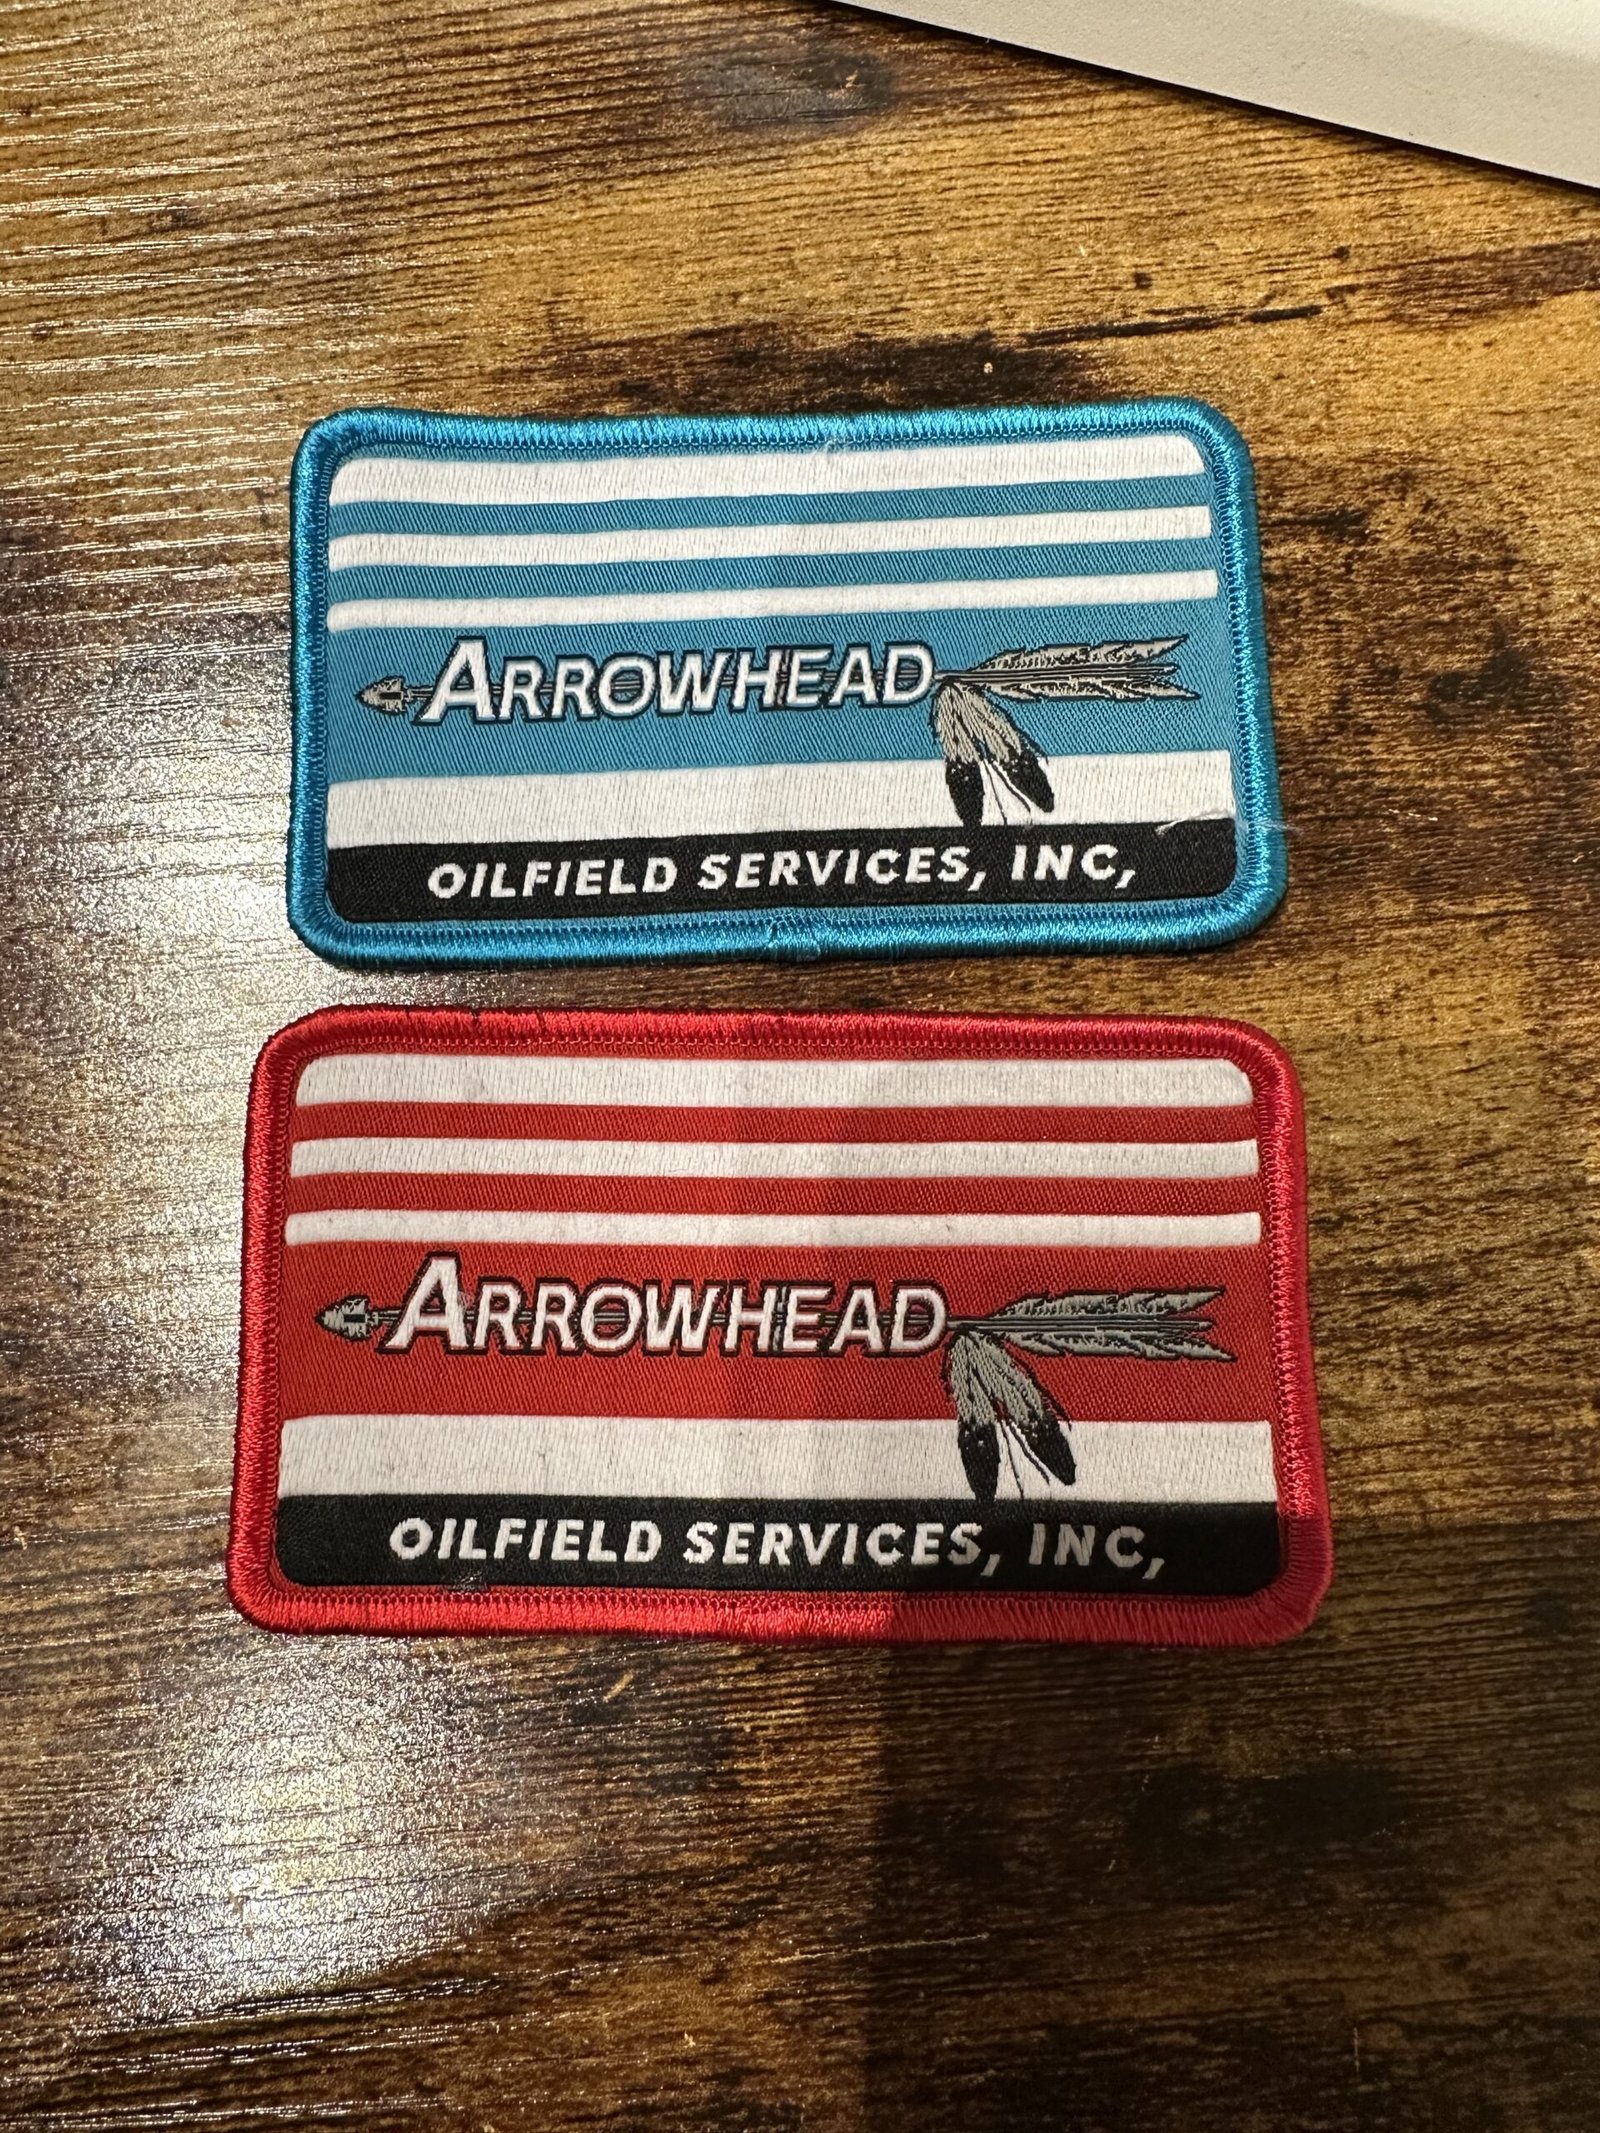 ARROWHEAD
OILFIELD SERVICES, INC,
ARROWHEAD
OILFIELD SERVICES, INC,